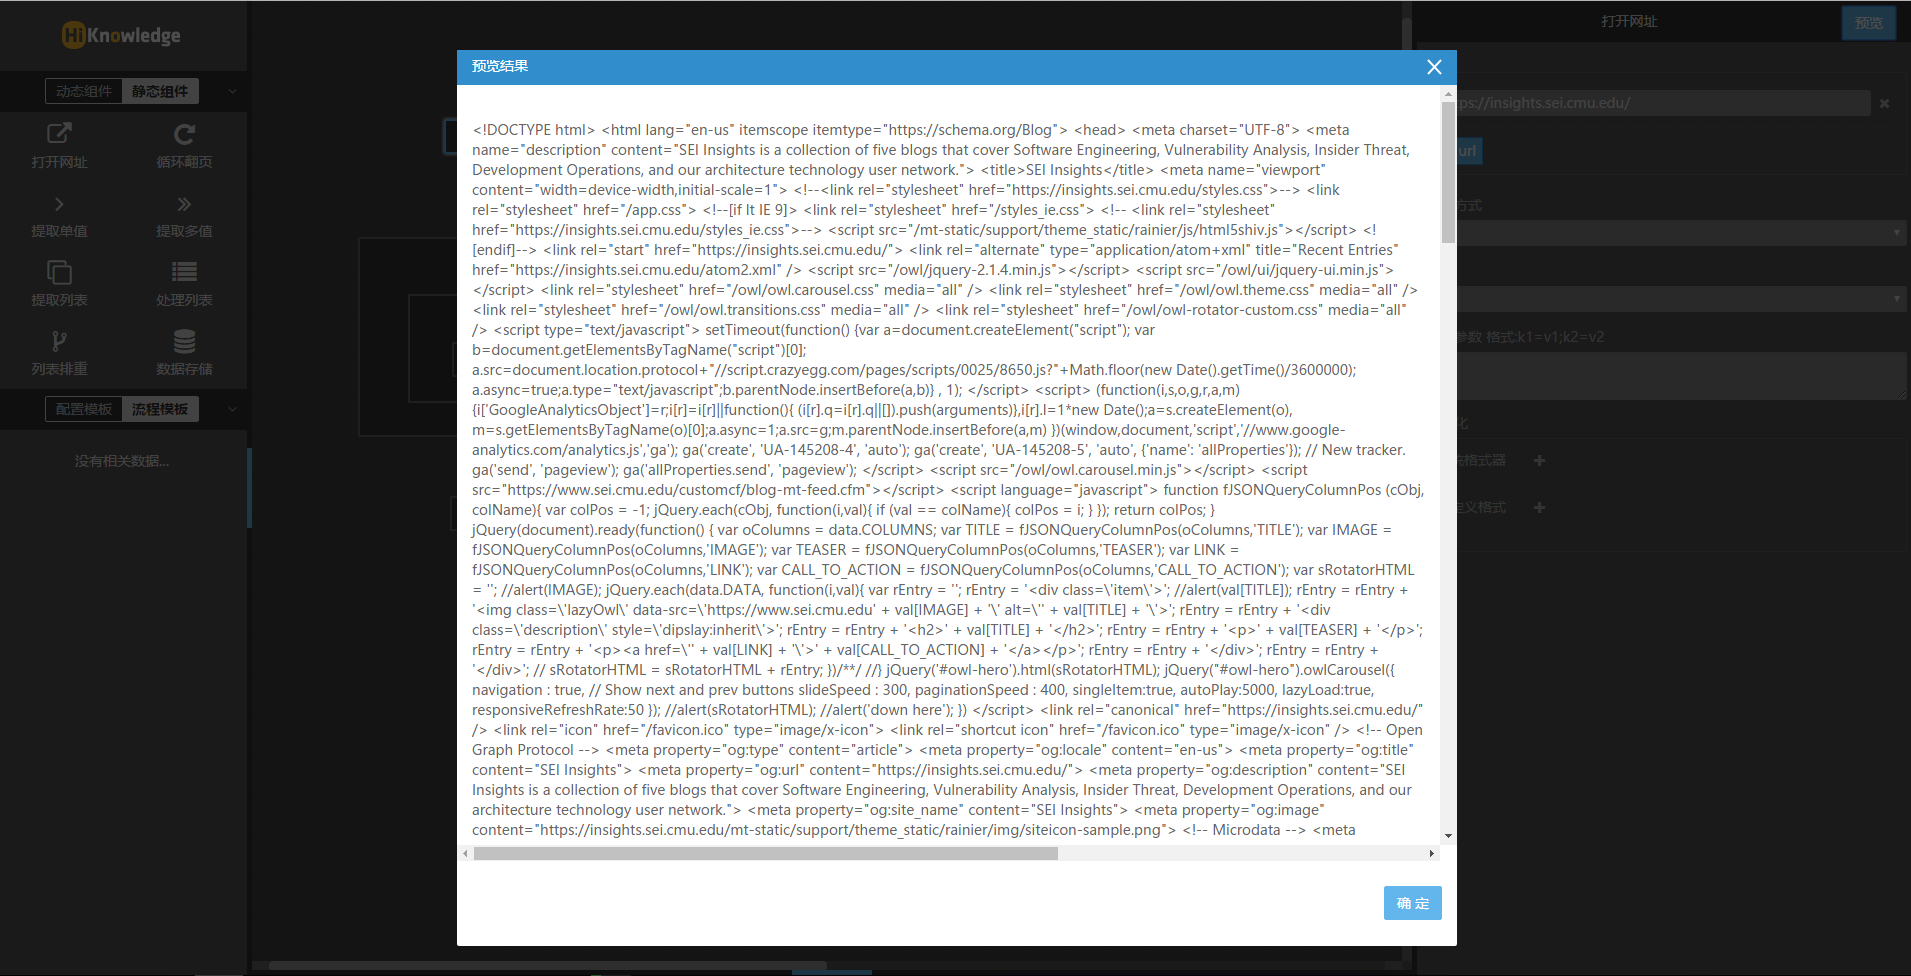 HiKnowledge
动态组件 静态组件
打开网址 循环翻页
提取单值 提取多值
提取列表 处理列表
列表排重 数据存储
配置模板 流程模板
没有相关数据...
预览结果
<!DOCTYPE html> <html lang="en-us" itemscope itemtype="https://schema.org/Blog"> <head> <meta charset="UTF-8"> <meta
name="description" content="SEI Insights is a collection of five blogs that cover Software Engineering, Vulnerability Analysis, Insider Threat,
Development Operations, and our architecture technology user network."> <title>SEI Insights</title> <meta name="viewport"
content="width=device-width,initial-scale=1"> <!--<link rel="stylesheet" href="https://insights.sei.cmu.edu/styles.css">--> <link
rel="stylesheet" href="/app.css"> <!--[if lt IE 9]> <link rel="stylesheet" href="/styles_ie.css"> <!-- <link rel="stylesheet"
href="https://insights.sei.cmu.edu/styles_ie.css">--> <script src="/mt-static/support/theme_static/rainier/js/html5shiv.js"></script> <!
[endif]--> <link rel="start" href="https://insights.sei.cmu.edu/"> <link rel="alternate" type="application/atom+xml" title="Recent Entries"
href="https://insights.sei.cmu.edu/atom2.xml" /> <script src="/owl/jquery-2.1.4.min.js"></script> <script src="/owl/ui/jquery-ui.min.js">
</script> <link rel="stylesheet" href="/owl/owl.carousel.css" media="all" /> <link rel="stylesheet" href="/owl/owl.theme.css" media="all" />
<link rel="stylesheet" href="/owl/owl.transitions.css" media="all" /> <link rel="stylesheet" href="/owl/owl-rotator-custom.css" media="all"
/> <script type="text/javascript"> setTimeout(function() {var a=document.createElement("script"); var
b=document.getElementsByTagName("script")[0];
a.src=document.location.protocol+"//script.crazyegg.com/pages/scripts/0025/8650.js?"+Math.floor(new Date().getTime()/3600000);
a.async=true;a.type="text/javascript";b.parentNode.insertBefore(a,b)} , 1); </script> <script> (function(i,s,o,g,r,a,m)
{i['GoogleAnalyticsObject']=r;i[r]=i[r]||function(){ (i[r].q=i[r].q||[]).push(arguments)},i[r].l=1*new Date();a=s.createElement(o),
m=s.getElementsByTagName(o)[0];a.async=1;a.src=g;m.parentNode.insertBefore(a,m) })(window,document,'script','//www.google-
analytics.com/analytics.js','ga'); ga('create', 'UA-145208-4', 'auto'); ga('create', 'UA-145208-5', 'auto', {'name': 'allProperties'}); // New tracker.
ga('send', 'pageview'); ga('allProperties.send', 'pageview'); </script> <script src="/owl/owl.carousel.min.js"></script> <script
src="https://www.sei.cmu.edu/customcf/blog-mt-feed.cfm"></script> <script language="javascript"> function fJSONQueryColumnPos (cObj,
colName){ var colPos = -1; jQuery.each(cObj, function(i,val){ if (val == colName){ colPos = i; } }); return colPos; }
jQuery(document).ready(function() { var oColumns = data.COLUMNS; var TITLE = fJSONQueryColumnPos(oColumns,'TITLE'); var IMAGE =
fJSONQueryColumnPos(oColumns,'IMAGE'); var TEASER = fJSONQueryColumnPos(oColumns,'TEASER'); var LINK =
fJSONQueryColumnPos(oColumns,'LINK'); var CALL_TO_ACTION = fJSONQueryColumnPos(oColumns,'CALL_TO_ACTION'); var sRotatorHTML
= ''; //alert(IMAGE); jQuery.each(data.DATA, function(i,val){ var rEntry = ''; rEntry = '<div class=\'item\'>'; //alert(val[TITLE]); rEntry = rEntry +
'<img class=\'lazyOwl\' data-src=\'https://www.sei.cmu.edu' + val[IMAGE] + '\' alt=\'' + val[TITLE] + '\'>'; rEntry = rEntry + '<div
class=\'description\' style=\'dipslay:inherit\'>'; rEntry = rEntry + '<h2>' + val[TITLE] + '</h2>'; rEntry = rEntry + '<p>' + val[TEASER] + '</p>';
rEntry = rEntry + '<p><a href=\'' + val[LINK] + '\'>' + val[CALL_TO_ACTION] + '</a></p>'; rEntry = rEntry + '</div>'; rEntry = rEntry +
'</div>'; // sRotatorHTML = sRotatorHTML + rEntry; })/**/ //} jQuery('#owl-hero').html(sRotatorHTML); jQuery("#owl-hero").owlCarousel({
navigation : true, // Show next and prev buttons slideSpeed : 300, paginationSpeed : 400, singleItem:true, autoPlay:5000, lazyLoad:true,
responsiveRefreshRate:50 }); //alert(sRotatorHTML); //alert('down here'); }) </script> <link rel="canonical" href="https://insights.sei.cmu.edu/"
/> <link rel="icon" href="/favicon.ico" type="image/x-icon"> <link rel="shortcut icon" href="/favicon.ico" type="image/x-icon" /> <!-- Open
Graph Protocol --> <meta property="og:type" content="article"> <meta property="og:locale" content="en-us"> <meta property="og:title"
content="SEI Insights"> <meta property="og:url" content="https://insights.sei.cmu.edu/"> <meta property="og:description" content="SEI
Insights is a collection of five blogs that cover Software Engineering, Vulnerability Analysis, Insider Threat, Development Operations, and our
architecture technology user network."> <meta property="og:site_name" content="SEI Insights"> <meta property="og:image"
content="https://insights.sei.cmu.edu/mt-static/support/theme_static/rainier/img/siteicon-sample.png"> <!-- Microdata --> <meta
确 定
打开网址 预览
ps://insights.sei.cmu.edu/
url
方式
参数 格式:k1=v1;k2=v2
化
格式器
定义格式